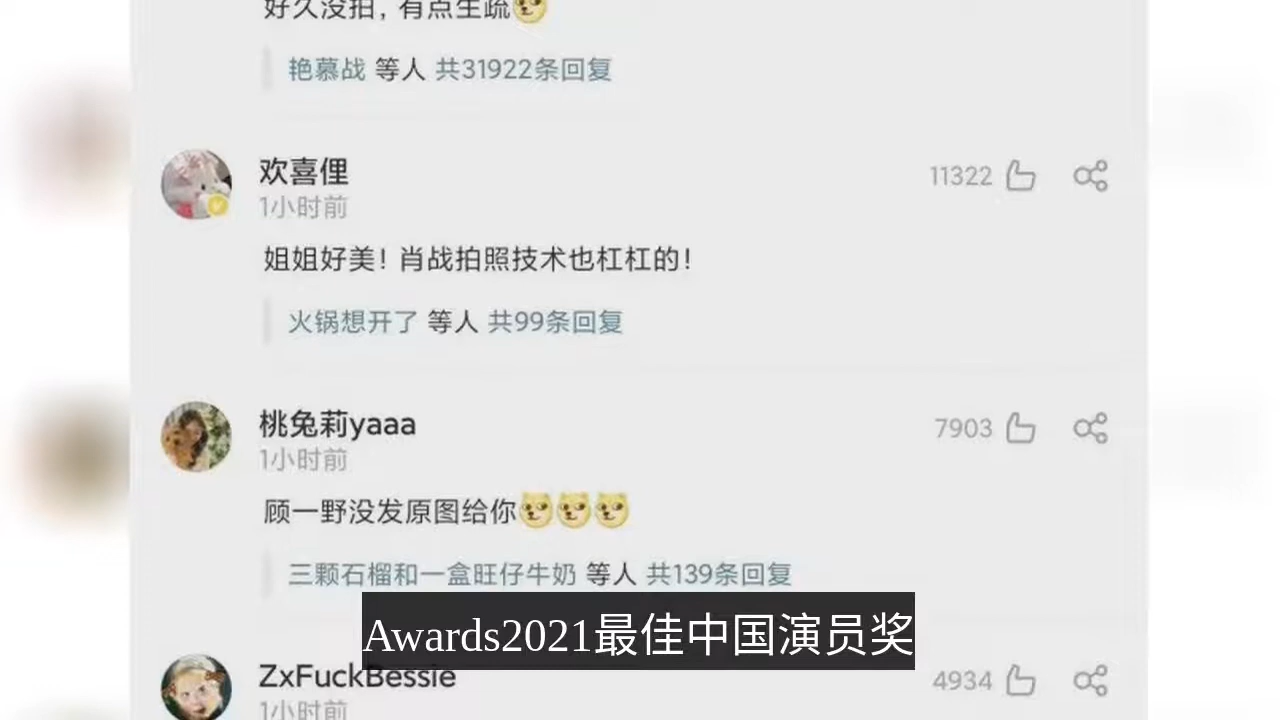 好久没拍，有点生疏
艳慕战 等人 共31922条回复
欢喜俚
11322
1小时前
姐姐好美！肖战拍照技术也杠杠的！
火锅想开了 等人 共99条回复
桃兔莉yaaa
7903
1小时前
顾一野没发原图给你
三颗石榴和一盒旺仔牛奶 等人 共139条回复
Awards2021最佳中国演员奖
ZxFuckBessie
4934
1小时前